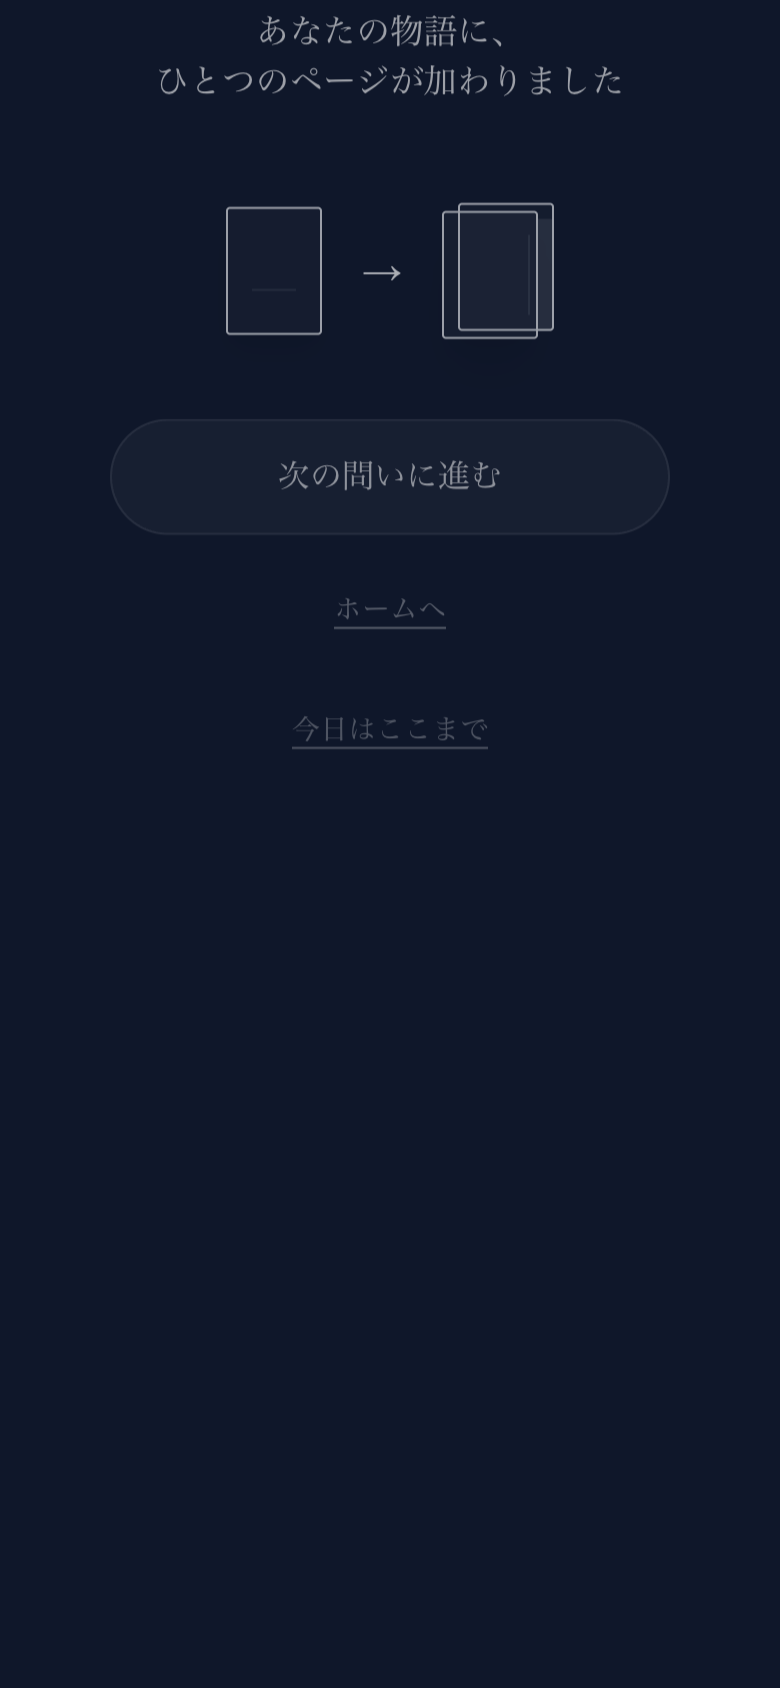 あなたの物語に、
ひとつのページが加わりました
→
次の問いに進む
ホームへ
今日はここまで